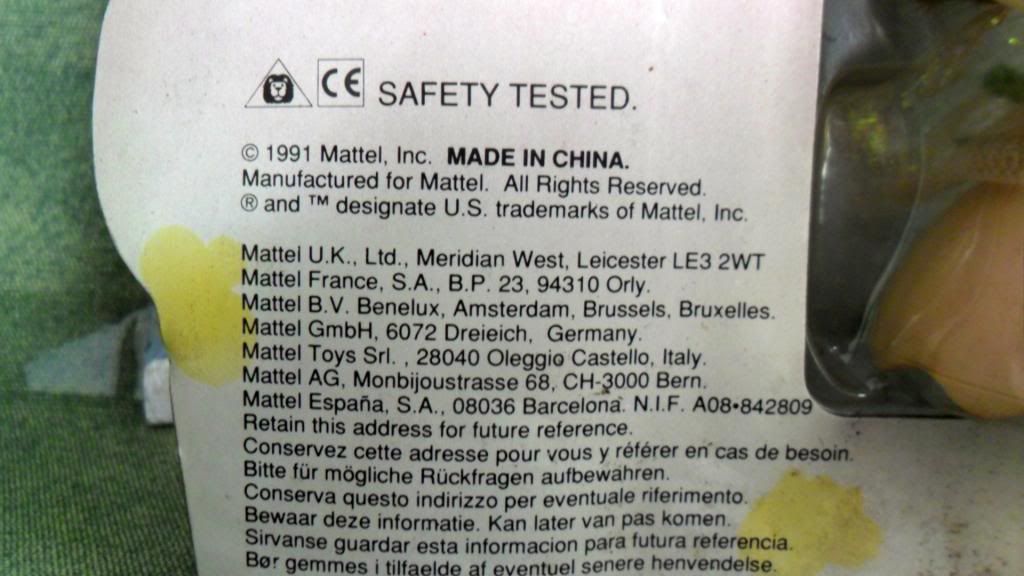 CE SAFETY TESTED.
© 1991 Mattel, Inc. MADE IN CHINA.
Manufactured for Mattel. All Rights Reserved.
® and ™ designate U.S. trademarks of Mattel, Inc.
Mattel U.K., Ltd., Meridian West, Leicester LE3 2WT
Mattel France, S.A., B.P. 23, 94310 Orly.
Mattel B.V. Benelux, Amsterdam, Brussels, Bruxelles.
Mattel GmbH, 6072 Dreieich, Germany.
Mattel Toys Srl. , 28040 Oleggio Castello, Italy.
Mattel AG, Monbijoustrasse 68, CH-3000 Bern.
Mattel España, S.A., 08036 Barcelona. N.I.F. A08•842809
Retain this address for future reference.
Conservez cette adresse pour vous y référer en cas de besoin.
Bitte für mögliche Rückfragen aufbewahren.
Conserva questo indirizzo per eventuale riferimento.
Bewaar deze informatie. Kan later van pas komen.
Sirvanse guardar esta informacion para futura referencia.
Bør gemmes i tilfaelde af eventuel senere henvendelse.